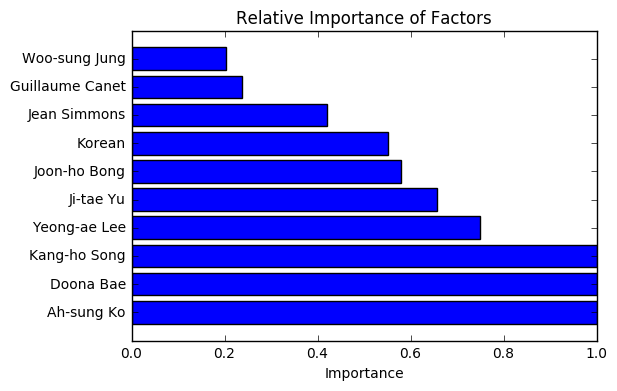 Relative Importance of Factors
Woo-sung Jung
Guillaume Canet
Jean Simmons
Korean
Joon-ho Bong
Ji-tae Yu
Yeong-ae Lee
Kang-ho Song
Doona Bae
Ah-sung Ko
0.0 0.2 0.4 0.6 0.8 1.0
Importance